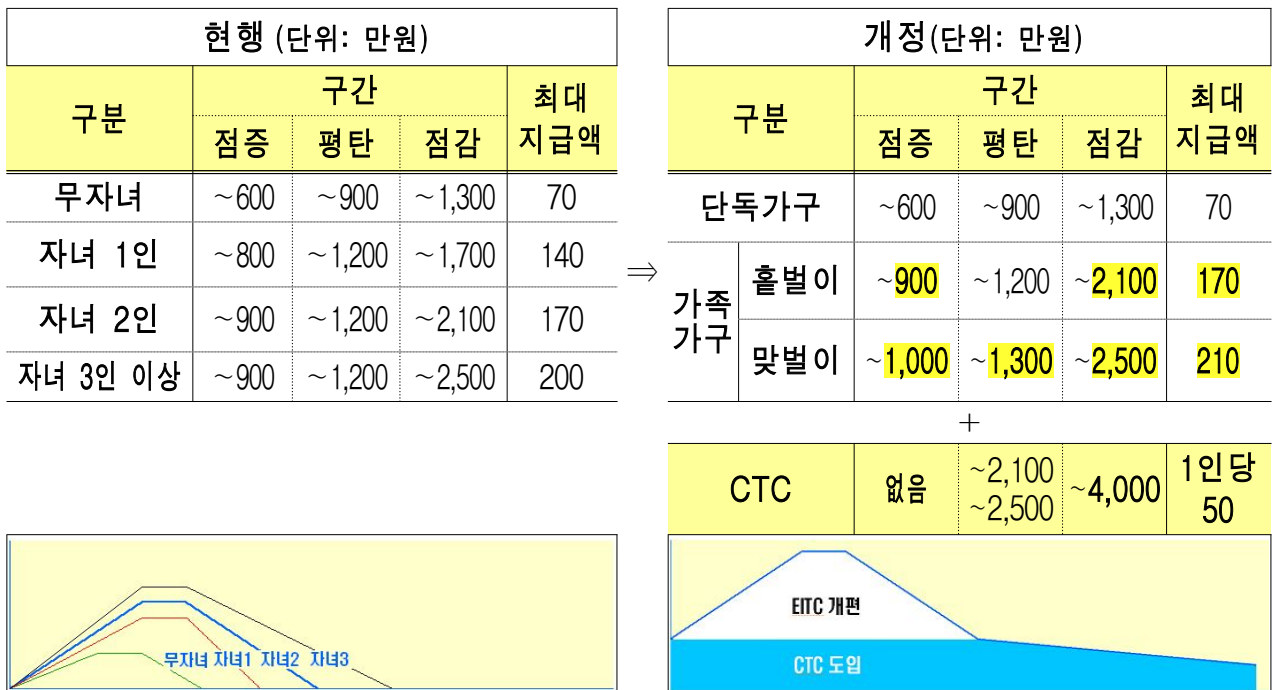 현행 (단위: 만원)
구분 구간 최대 지급액
점증 평탄 점감
무자녀 ~600 ~900 ~1,300 70
자녀 1인 ~800 ~1,200 ~1,700 140
자녀 2인 ~900 ~1,200 ~2,100 170
자녀 3인 이상 ~900 ~1,200 ~2,500 200
무자녀 자녀1 자녀2 자녀3
⇒
개정(단위: 만원)
구분 구간 최대 지급액
점증 평탄 점감
단독가구 ~600 ~900 ~1,300 70
가족 가구
홑벌이 ~900 ~1,200 ~2,100 170
맞벌이 ~1,000 ~1,300 ~2,500 210
+
CTC 없음 ~2,100 ~2,500 ~4,000 1인당 50
EITC 개편
CTC 도입